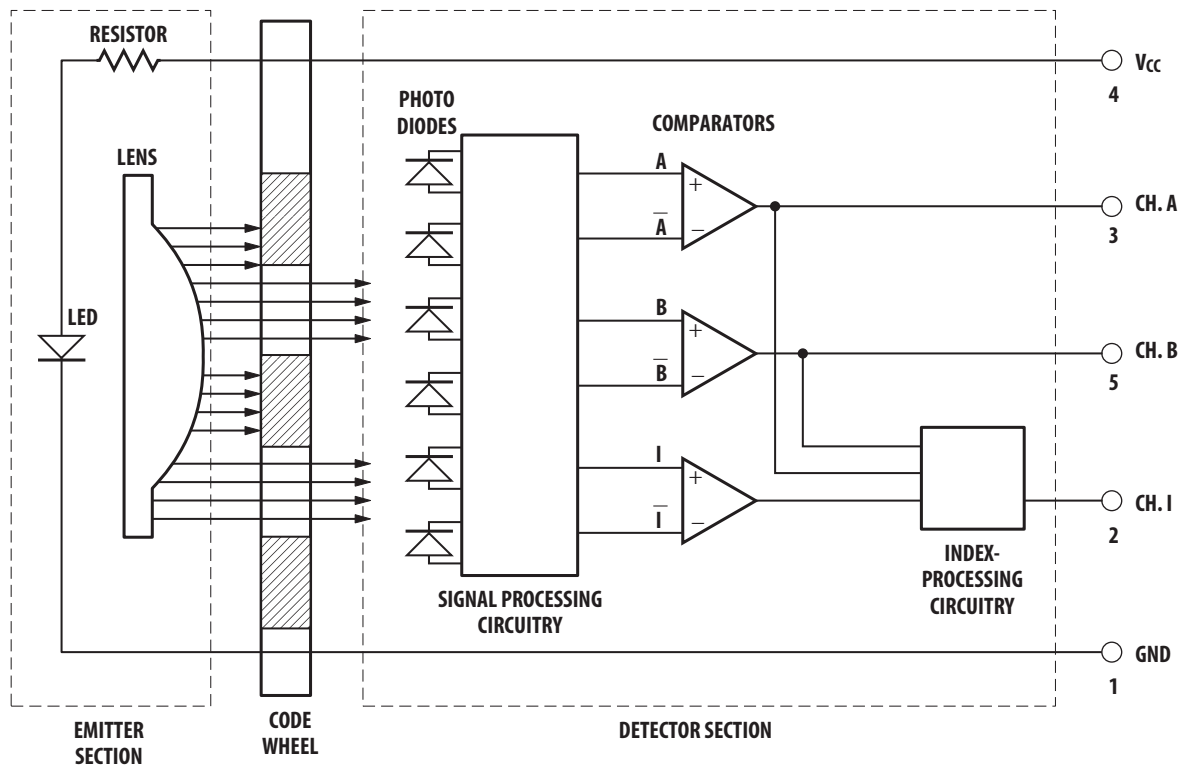 RESISTOR
VCC
4
PHOTO
DIODES
COMPARATORS
LENS
A
+
CH. A
A̅
−
3
LED
B
+
CH. B
B̅
−
5
I
+
CH. I
I̅
−
2
INDEX-
PROCESSING
CIRCUITRY
SIGNAL PROCESSING
CIRCUITRY
GND
1
EMITTER
SECTION
CODE
WHEEL
DETECTOR SECTION